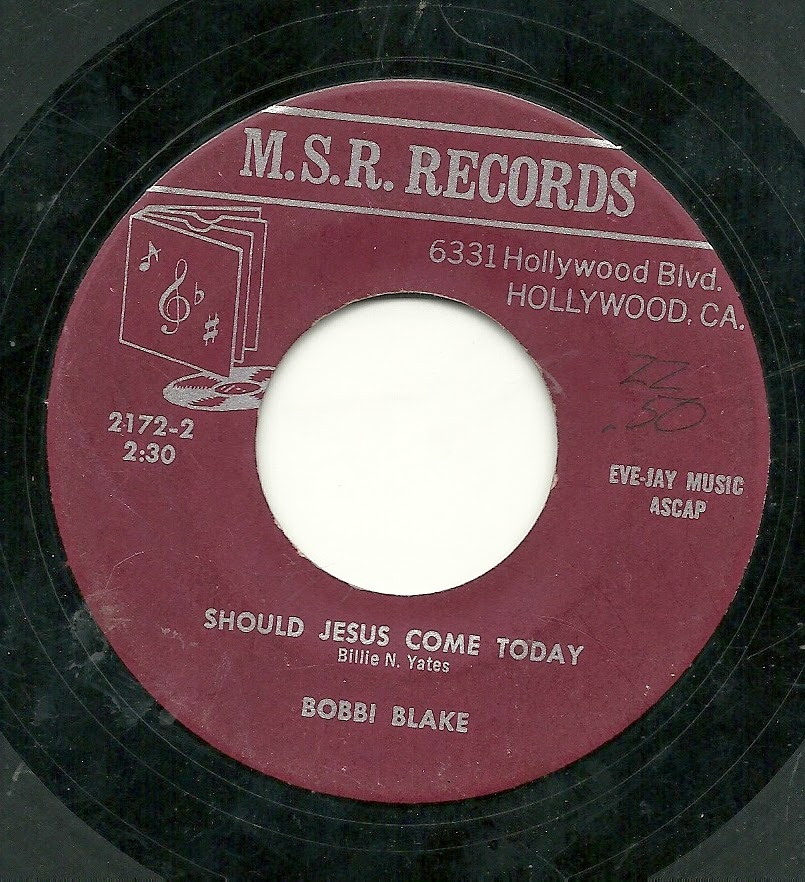 M.S.R. RECORDS
6331 Hollywood Blvd.
HOLLYWOOD, CA.
22
.50
2172-2
2:30
EVE-JAY MUSIC
ASCAP
SHOULD JESUS COME TODAY
Billie N. Yates
BOBBI BLAKE